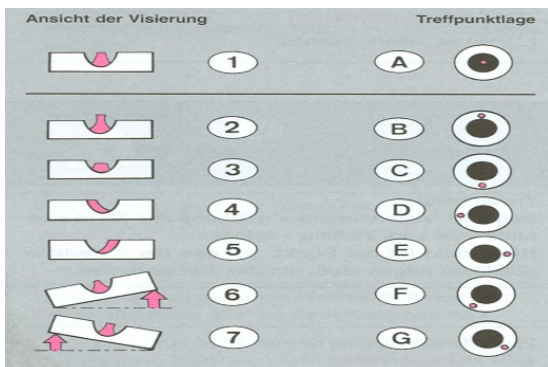 Ansicht der Visierung Treffpunktlage
1 A
2 B
3 C
4 D
5 E
6 F
7 G